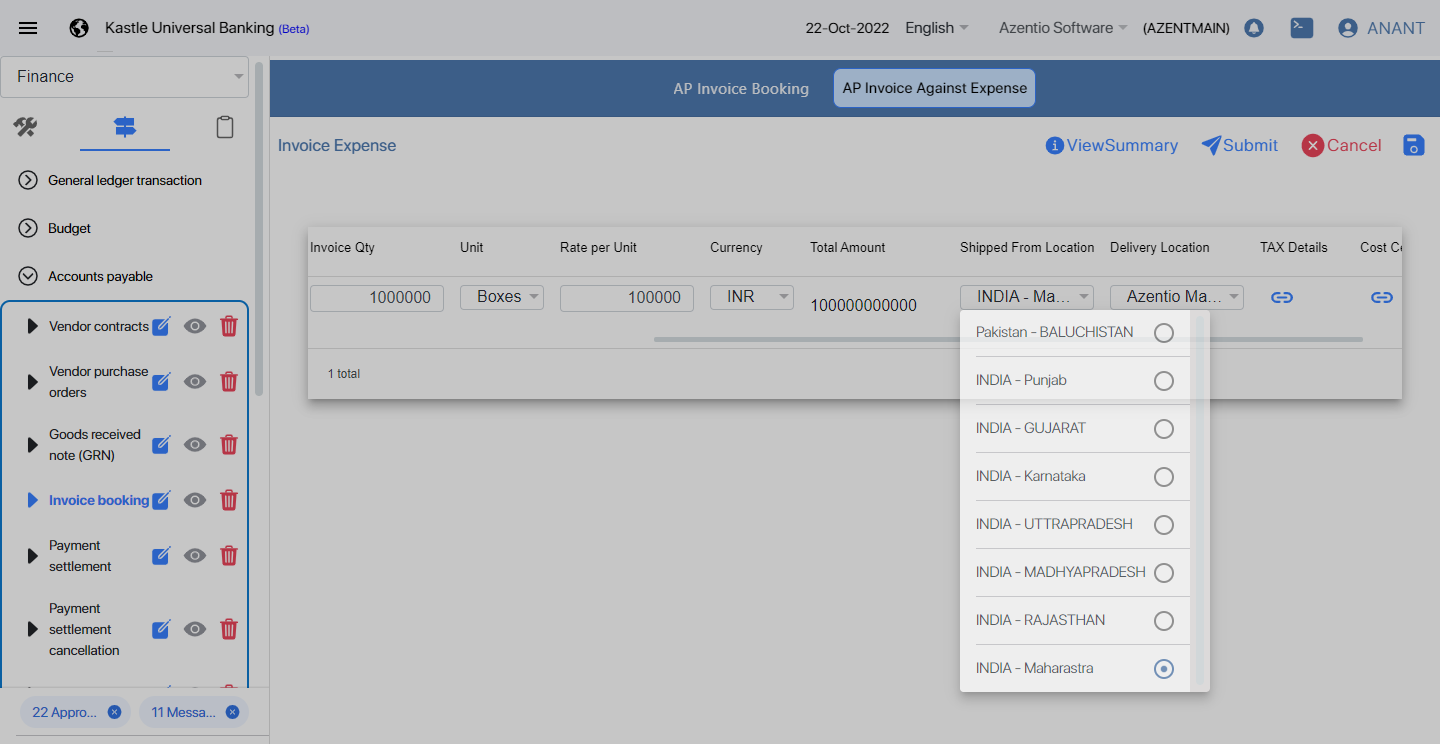 Kastle Universal Banking (Beta)
22-Oct-2022
English
Azentio Software
(AZENTMAIN)
ANANT
Finance
AP Invoice Booking
AP Invoice Against Expense
Invoice Expense
ViewSummary
Submit
Cancel
General ledger transaction
Budget
Accounts payable
Vendor contracts
Vendor purchase
orders
Goods received
note (GRN)
Invoice booking
Payment
settlement
Payment
settlement
cancellation
22 Appro...
11 Messa...
Invoice Qty
Unit
Rate per Unit
Currency
Total Amount
Shipped From Location
Delivery Location
TAX Details
Cost Ce
1000000
Boxes
100000
INR
100000000000
INDIA - Ma...
Azentio Ma...
1 total
Pakistan - BALUCHISTAN
INDIA - Punjab
INDIA - GUJARAT
INDIA - Karnataka
INDIA - UTTRAPRADESH
INDIA - MADHYAPRADESH
INDIA - RAJASTHAN
INDIA - Maharastra